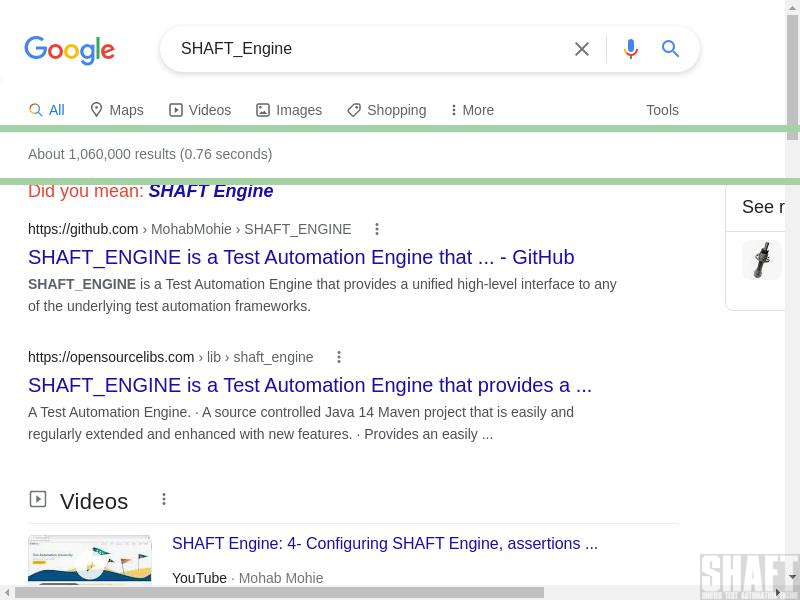 Google
SHAFT_Engine
All
Maps
Videos
Images
Shopping
More
Tools
About 1,060,000 results (0.76 seconds)
Did you mean: SHAFT Engine
https://github.com › MohabMohie › SHAFT_ENGINE
SHAFT_ENGINE is a Test Automation Engine that ... - GitHub
SHAFT_ENGINE is a Test Automation Engine that provides a unified high-level interface to any
of the underlying test automation frameworks.
See r
https://opensourcelibs.com › lib › shaft_engine
SHAFT_ENGINE is a Test Automation Engine that provides a ...
A Test Automation Engine. · A source controlled Java 14 Maven project that is easily and
regularly extended and enhanced with new features. · Provides an easily ...
Videos
SHAFT Engine: 4- Configuring SHAFT Engine, assertions ...
YouTube · Mohab Mohie
SHAFT